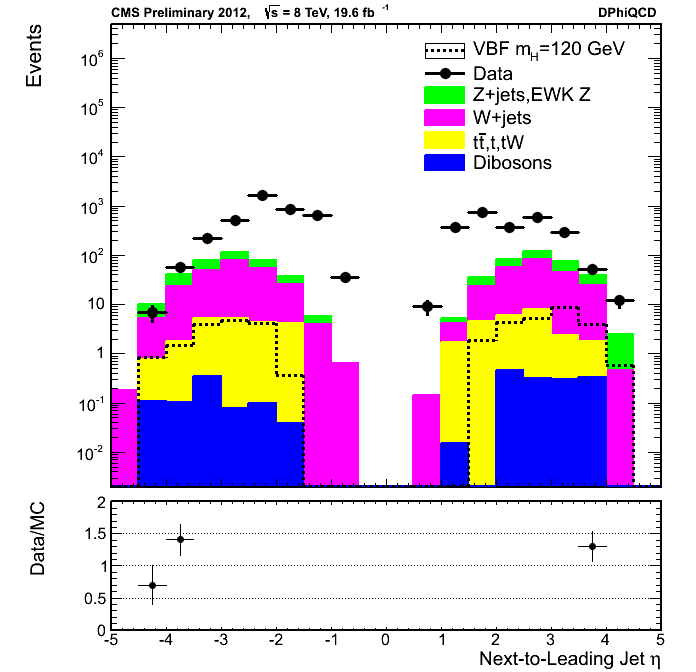 CMS Preliminary 2012, √s = 8 TeV, 19.6 fb⁻¹ DPhiQCD
Events
10⁶
10⁵
10⁴
10³
10²
10
1
10⁻¹
10⁻²
VBF m_H=120 GeV
Data
Z+jets,EWK Z
W+jets
tt̄,t,tW
Dibosons
Data/MC
2
1.5
1
0.5
0
-5 -4 -3 -2 -1 0 1 2 3 4 5
Next-to-Leading Jet η